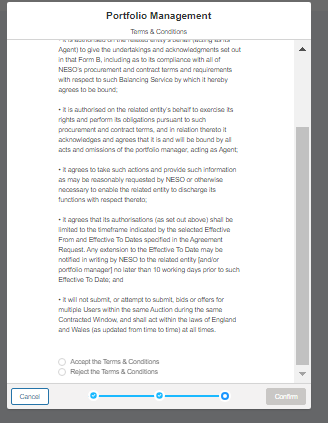 Portfolio Management
Terms & Conditions
Agent) to give the undertakings and acknowledgments set out
in that Form B, including as to its compliance with all of
NESO's procurement and contract terms and requirements
with respect to such Balancing Service by which it hereby
agrees to be bound;
• it is authorised on the related entity's behalf to exercise its
rights and perform its obligations pursuant to such
procurement and contract terms, and in relation thereto it
acknowledges and agrees that it is and will be bound by all
acts and omissions of the portfolio manager, acting as Agent;
• it agrees to take such actions and provide such information
as may be reasonably requested by NESO or otherwise
necessary to enable the related entity to discharge its
functions with respect thereto;
• it agrees that its authorisations (as set out above) shall be
limited to the timeframe indicated by the selected Effective
From and Effective To Dates specified in the Agreement
Request. Any extension to the Effective To Date may be
notified in writing by NESO to the related entity [and/or
portfolio manager] no later than 10 working days prior to such
Effective To Date; and
• it will not submit, or attempt to submit, bids or offers for
multiple Users within the same Auction during the same
Contracted Window, and shall act within the laws of England
and Wales (as updated from time to time) at all times.
Accept the Terms & Conditions
Reject the Terms & Conditions
Cancel
Confirm